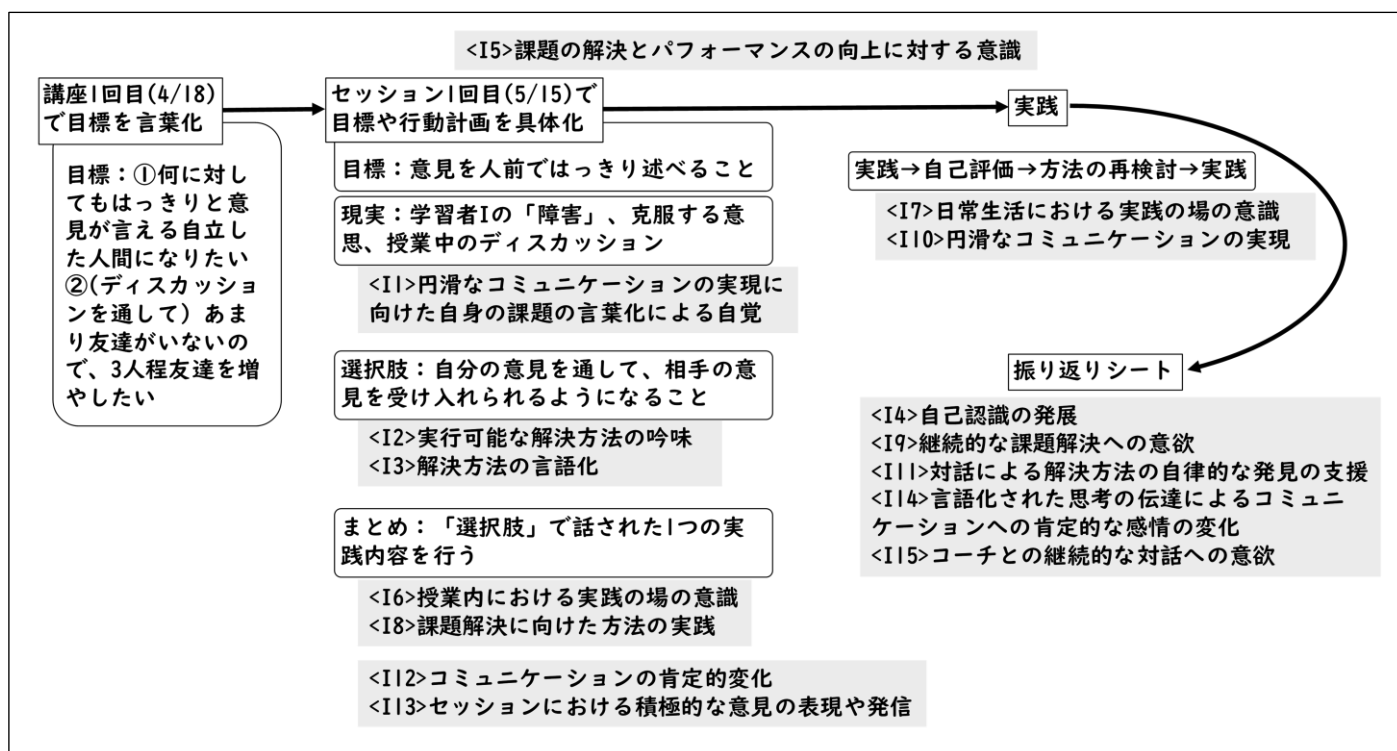 <I5>課題の解決とパフォーマンスの向上に対する意識
講座1回目(4/18)
で目標を言葉化
目標：①何に対し
てもはっきりと意
見が言える自立し
た人間になりたい
②(ディスカッショ
ンを通して）あま
り友達がいないの
で、3人程友達を増
やしたい
セッション1回目(5/15)で
目標や行動計画を具体化
目標：意見を人前ではっきり述べること
現実：学習者Iの「障害」、克服する意
思、授業中のディスカッション
<I1>円滑なコミュニケーションの実現に
向けた自身の課題の言葉化による自覚
選択肢：自分の意見を通して、相手の意
見を受け入れられるようになること
<I2>実行可能な解決方法の吟味
<I3>解決方法の言語化
まとめ：「選択肢」で話された1つの実
践内容を行う
<I6>授業内における実践の場の意識
<I8>課題解決に向けた方法の実践
<I12>コミュニケーションの肯定的変化
<I13>セッションにおける積極的な意見の表現や発信
実践
実践→自己評価→方法の再検討→実践
<I7>日常生活における実践の場の意識
<I10>円滑なコミュニケーションの実現
振り返りシート
<I4>自己認識の発展
<I9>継続的な課題解決への意欲
<I11>対話による解決方法の自律的な発見の支援
<I14>言語化された思考の伝達によるコミュニ
ケーションへの肯定的な感情の変化
<I15>コーチとの継続的な対話への意欲